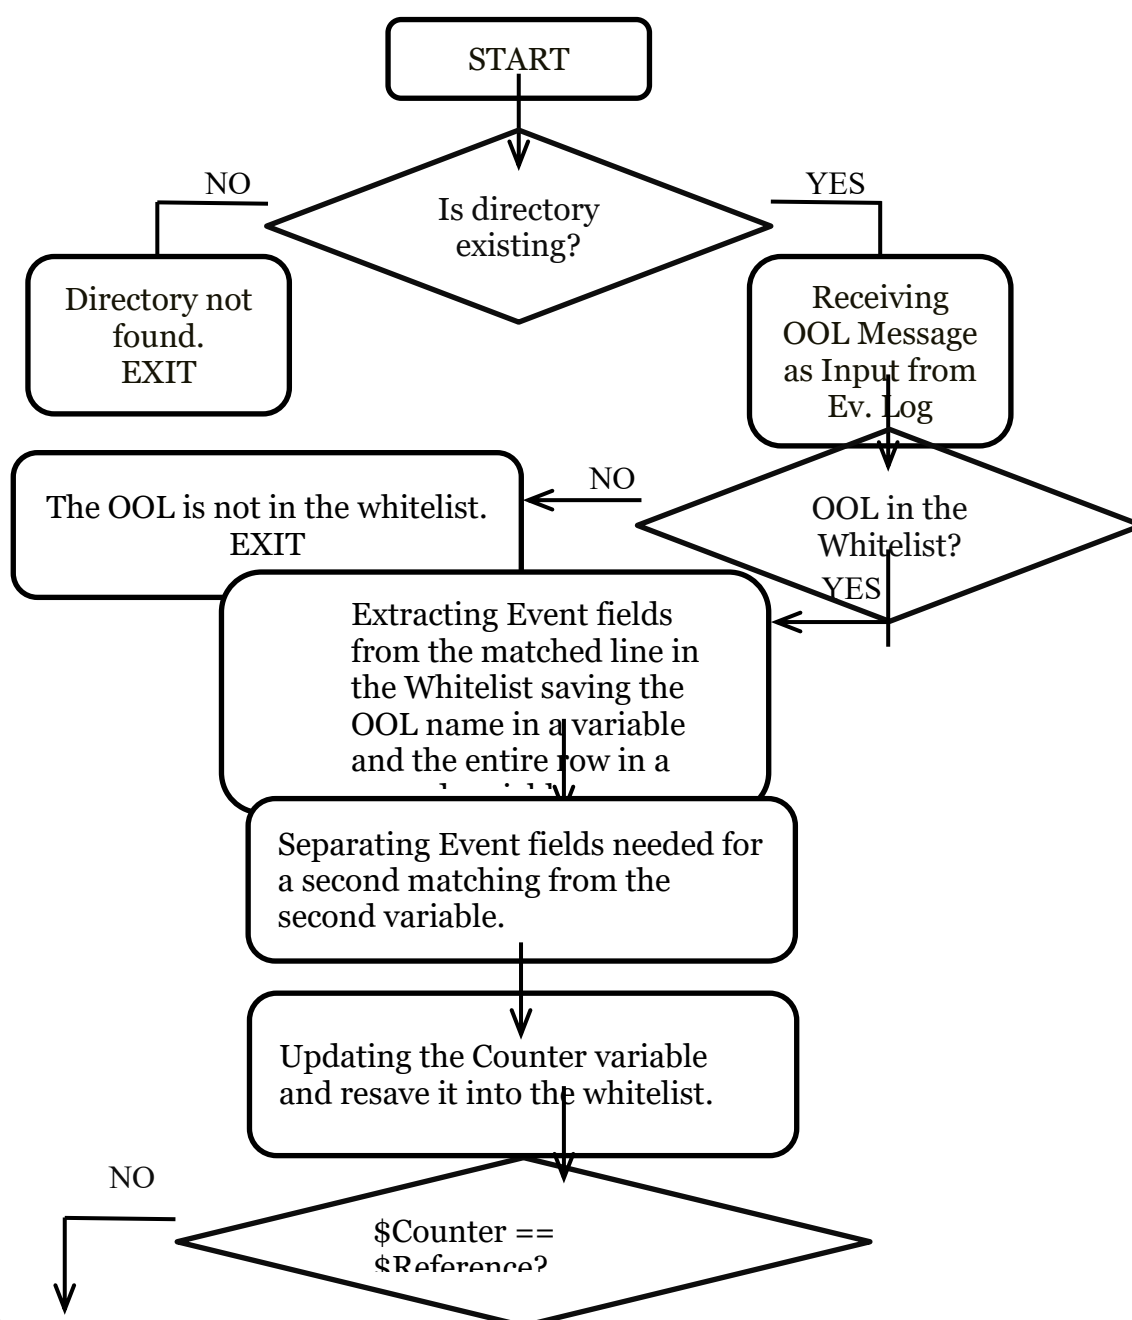 START
NO
YES
Is directory
existing?
Directory not
found.
EXIT
Receiving
OOL Message
as Input from
Ev. Log
NO
The OOL is not in the whitelist.
EXIT
OOL in the
Whitelist?
YES
Extracting Event fields
from the matched line in
the Whitelist saving the
OOL name in a variable
and the entire row in a
Separating Event fields needed for
a second matching from the
second variable.
Updating the Counter variable
and resave it into the whitelist.
NO
$Counter ==
$Reference?